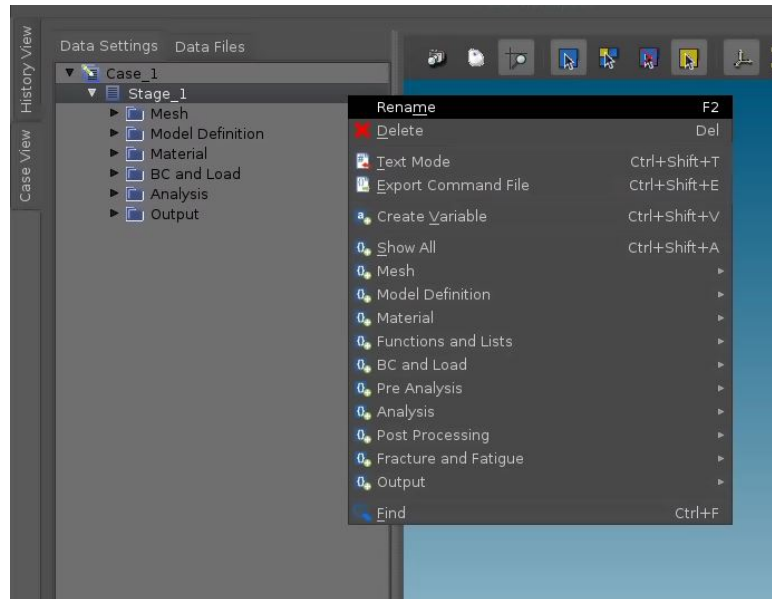 History View
Case View
Data Settings Data Files
Case_1
Stage_1
Mesh
Model Definition
Material
BC and Load
Analysis
Output
Rename F2
Delete Del
Text Mode Ctrl+Shift+T
Export Command File Ctrl+Shift+E
Create Variable Ctrl+Shift+V
Show All Ctrl+Shift+A
Mesh
Model Definition
Material
Functions and Lists
BC and Load
Pre Analysis
Analysis
Post Processing
Fracture and Fatigue
Output
Find Ctrl+F